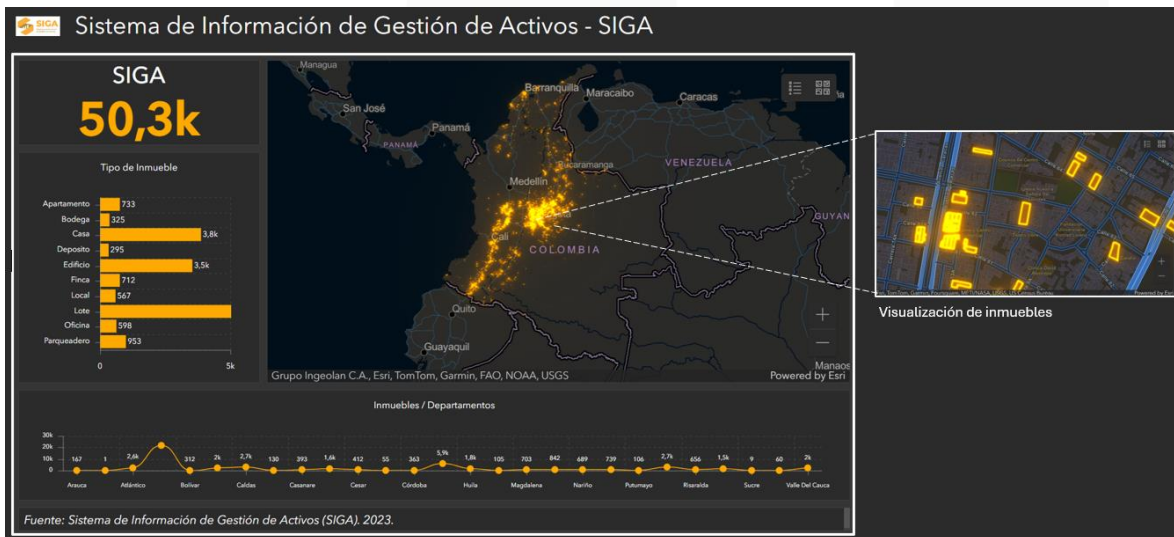 SIGA
Sistema de Información de Gestión de Activos - SIGA
SIGA
50,3k
Tipo de Inmueble
Apartamento 733
Bodega 325
Casa 3,8k
Deposito 295
Edificio 3,5k
Finca 712
Local 567
Lote
Oficina 598
Parqueadero 953
0 5k
Managua
San José
Panamá
PANAMÁ
Barranquilla
Maracaibo
Caracas
Bucaramanga
VENEZUELA
Medellín
GUYAN
Cali
COLOMBIA
Quito
Guayaquil
Manaos
Grupo Ingeolan C.A., Esri, TomTom, Garmin, FAO, NOAA, USGS
Powered by Esri
Powered by Esri
Visualización de inmuebles
Inmuebles / Departamentos
30k
20k
10k
0
167 1 2,6k 312 2k 2,7k 130 393 1,6k 412 55 363 5,9k 1,8k 105 703 842 689 739 106 2,7k 656 1,5k 9 60 2k
Arauca Atlántico Bolívar Caldas Casanare Cesar Córdoba Huila Magdalena Nariño Putumayo Risaralda Sucre Valle Del Cauca
Fuente: Sistema de Información de Gestión de Activos (SIGA). 2023.